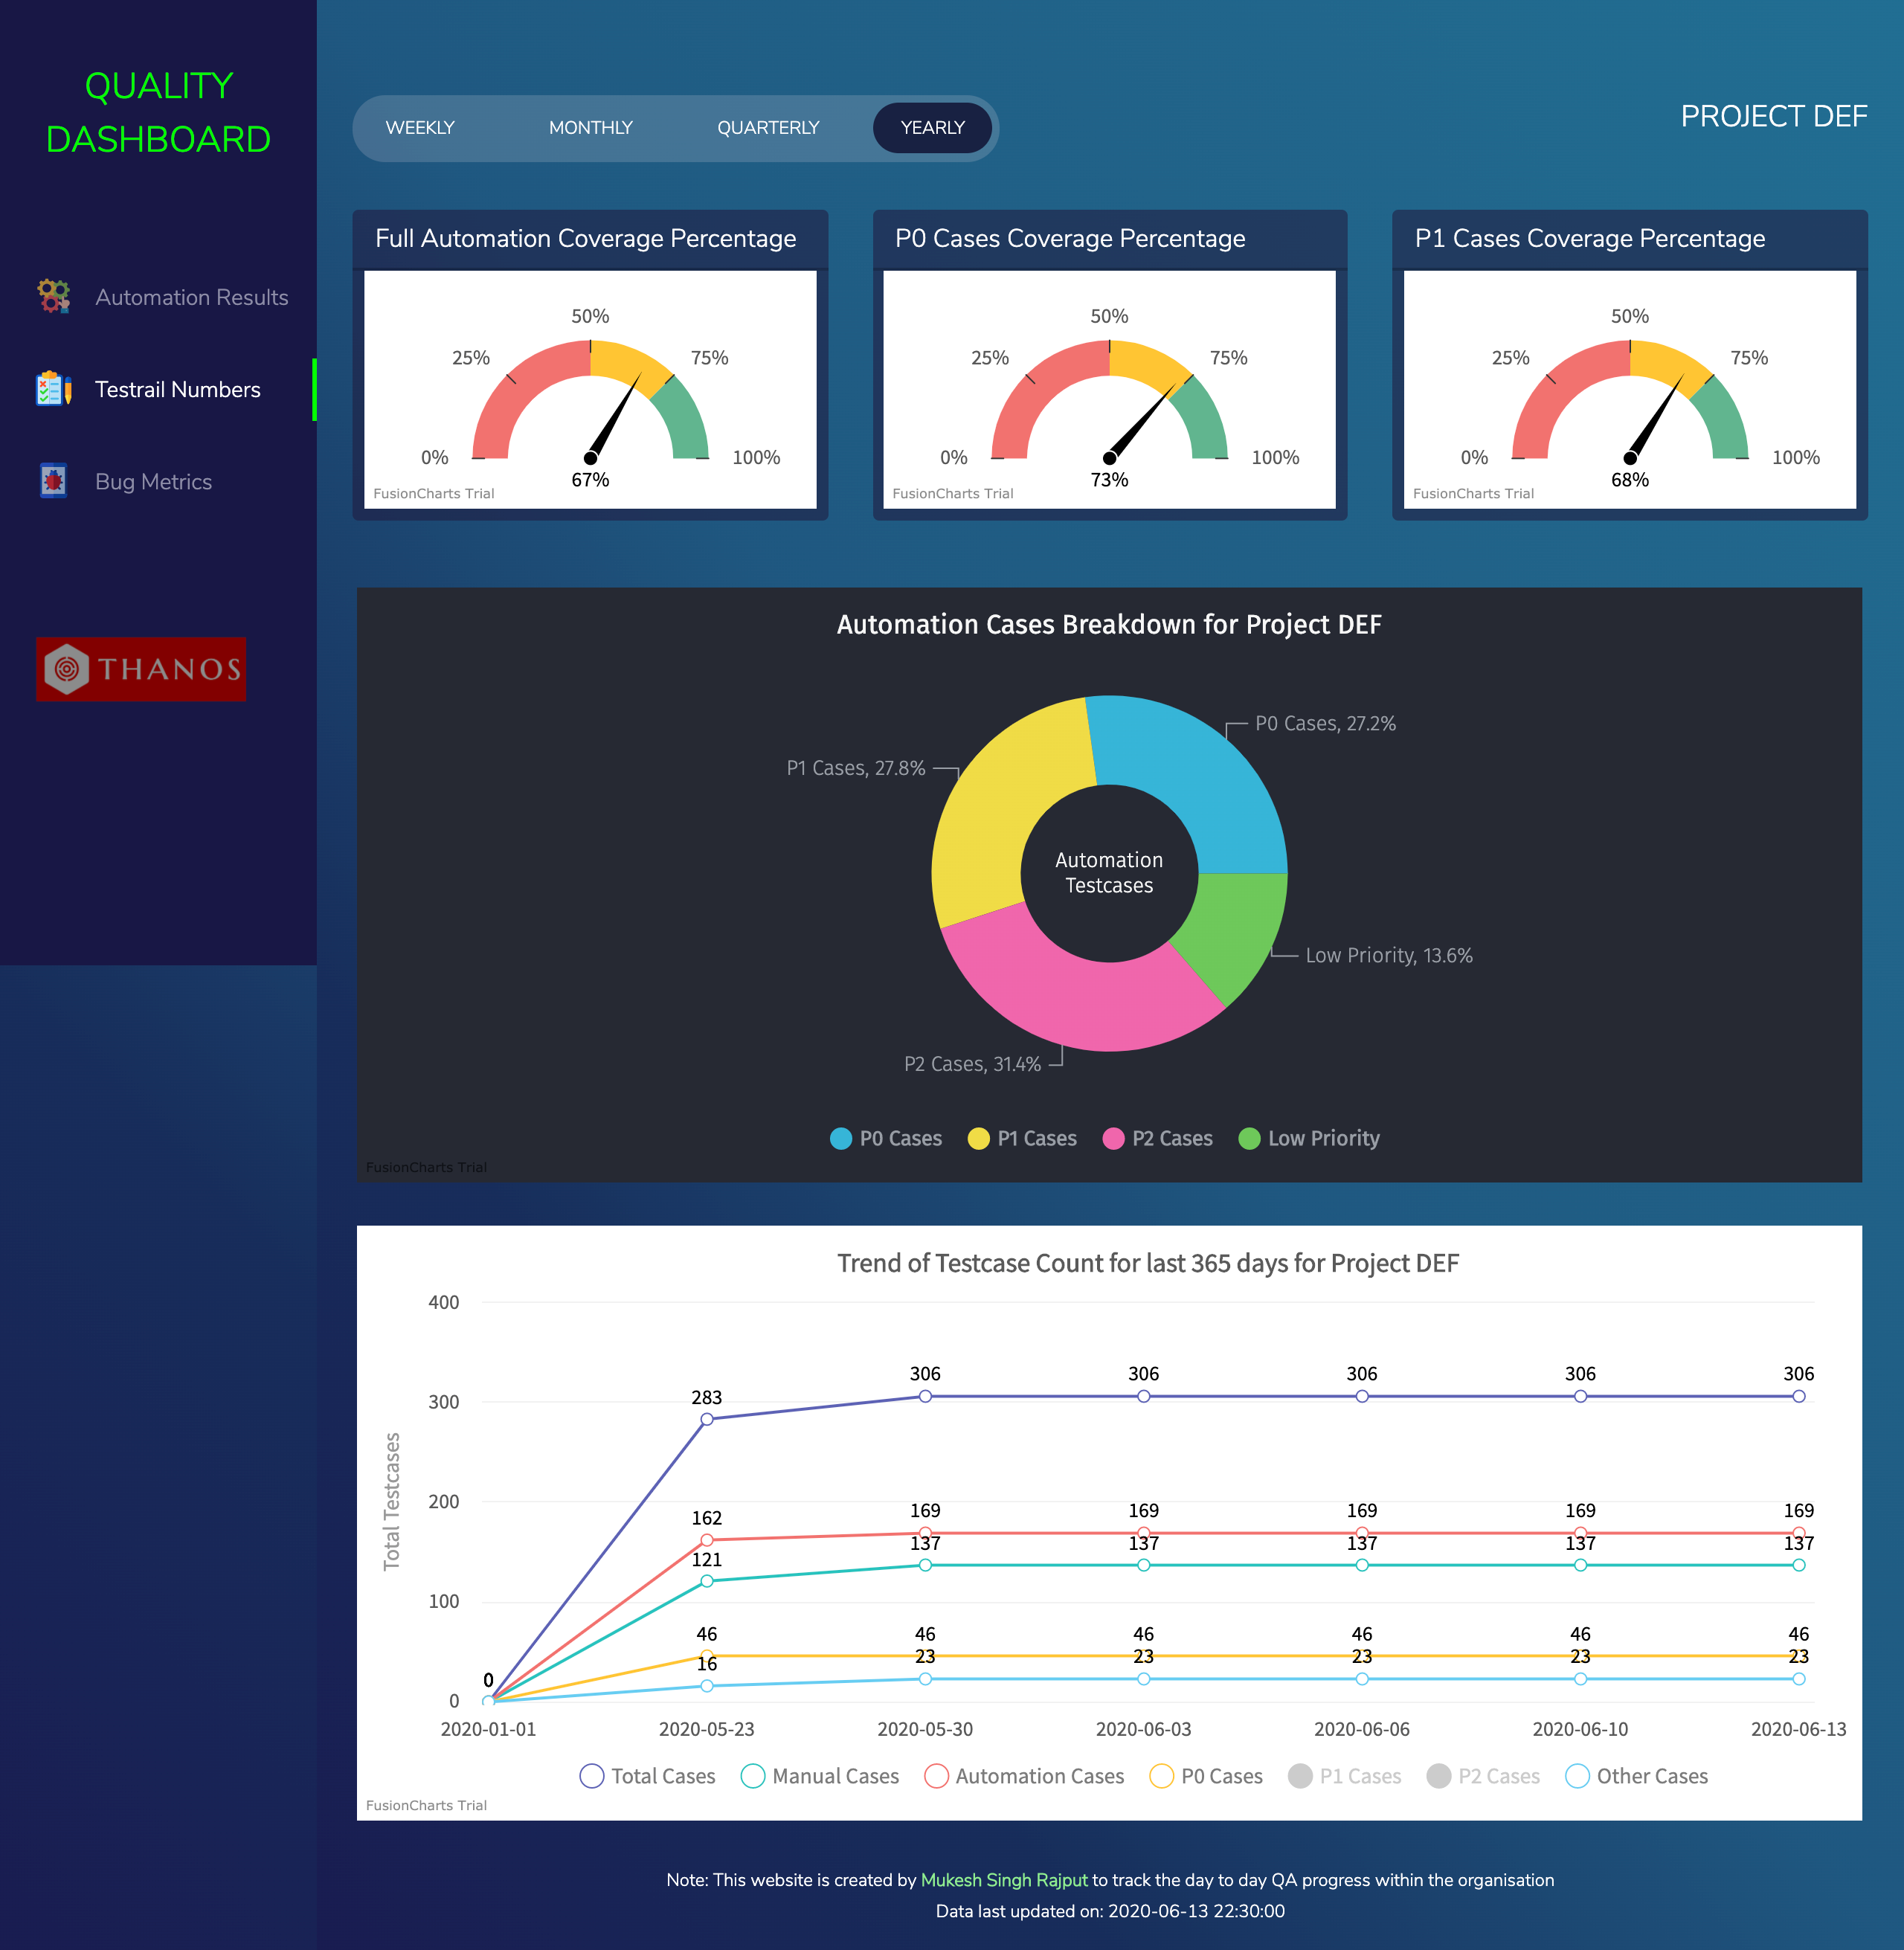 QUALITY
DASHBOARD
Automation Results
Testrail Numbers
Bug Metrics
THANOS
WEEKLY MONTHLY QUARTERLY YEARLY
PROJECT DEF
Full Automation Coverage Percentage
0% 25% 50% 75% 100%
67%
FusionCharts Trial
P0 Cases Coverage Percentage
0% 25% 50% 75% 100%
73%
FusionCharts Trial
P1 Cases Coverage Percentage
0% 25% 50% 75% 100%
68%
FusionCharts Trial
Automation Cases Breakdown for Project DEF
P0 Cases, 27.2%
P1 Cases, 27.8%
Automation
Testcases
Low Priority, 13.6%
P2 Cases, 31.4%
P0 Cases P1 Cases P2 Cases Low Priority
FusionCharts Trial
Trend of Testcase Count for last 365 days for Project DEF
Total Testcases
400
300
200
100
0
283 306 306 306 306 306
162 169 169 169 169 169
121 137 137 137 137 137
46 46 46 46 46 46
16 23 23 23 23 23
0
2020-01-01 2020-05-23 2020-05-30 2020-06-03 2020-06-06 2020-06-10 2020-06-13
Total Cases Manual Cases Automation Cases P0 Cases P1 Cases P2 Cases Other Cases
FusionCharts Trial
Note: This website is created by Mukesh Singh Rajput to track the day to day QA progress within the organisation
Data last updated on: 2020-06-13 22:30:00